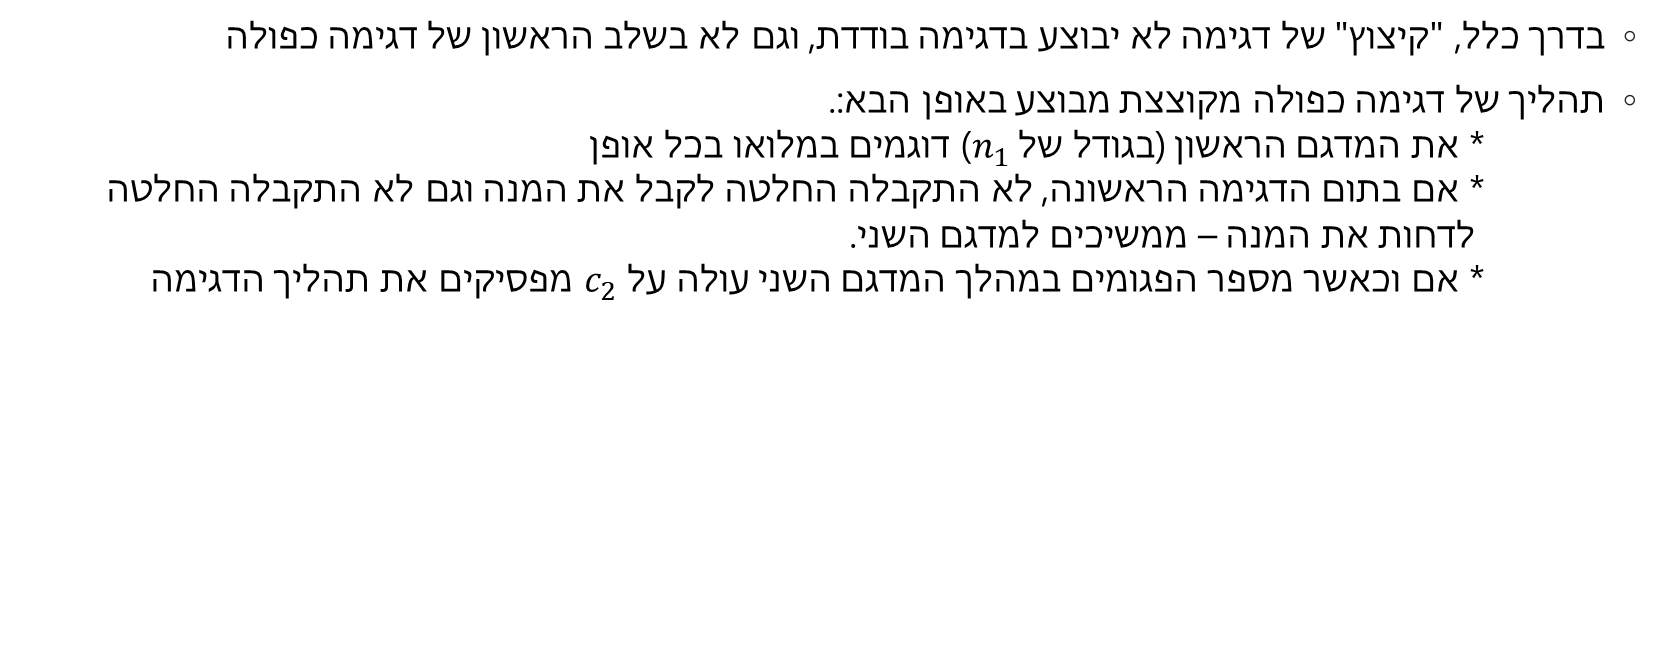 ◦ בדרך כלל, "קיצוץ" של דגימה לא יבוצע בדגימה בודדת, וגם לא בשלב הראשון של דגימה כפולה
◦ תהליך של דגימה כפולה מקוצצת מבוצע באופן הבא:.
* את המדגם הראשון (בגודל של n₁) דוגמים במלואו בכל אופן
* אם בתום הדגימה הראשונה, לא התקבלה החלטה לקבל את המנה וגם לא התקבלה החלטה
לדחות את המנה – ממשיכים למדגם השני.
* אם וכאשר מספר הפגומים במהלך המדגם השני עולה על c₂ מפסיקים את תהליך הדגימה